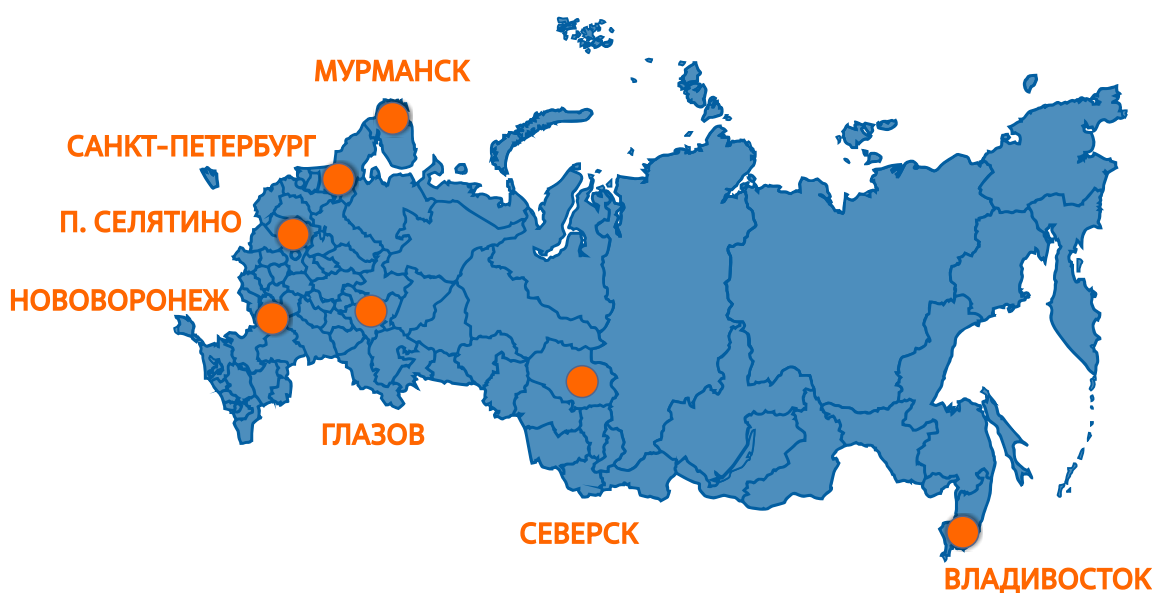 МУРМАНСК
САНКТ-ПЕТЕРБУРГ
П. СЕЛЯТИНО
НОВОВОРОНЕЖ
ГЛАЗОВ
СЕВЕРСК
ВЛАДИВОСТОК